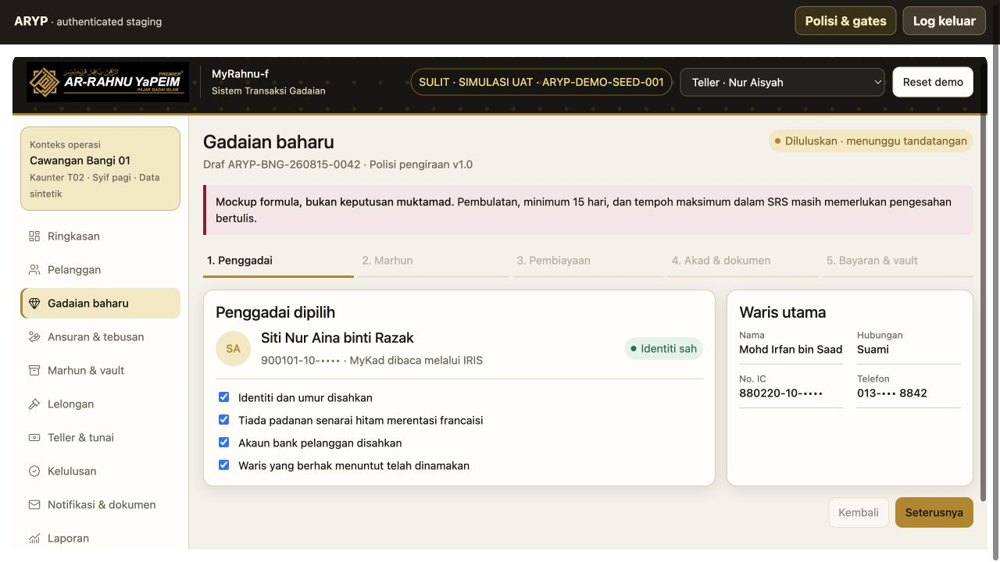 ARYP · authenticated staging
Polisi & gates
Log keluar
PREMIER
AR-RAHNU YaPEIM
PAJAK GADAI ISLAM
MyRahnu-f
Sistem Transaksi Gadaian
SULIT · SIMULASI UAT · ARYP-DEMO-SEED-001
Teller · Nur Aisyah
Reset demo
Konteks operasi
Cawangan Bangi 01
Kaunter T02 · Syif pagi · Data
sintetik
Ringkasan
Pelanggan
Gadaian baharu
Ansuran & tebusan
Marhun & vault
Lelongan
Teller & tunai
Kelulusan
Notifikasi & dokumen
Laporan
Gadaian baharu
Diluluskan · menunggu tandatangan
Draf ARYP-BNG-260815-0042 · Polisi pengiraan v1.0
Mockup formula, bukan keputusan muktamad. Pembulatan, minimum 15 hari, dan tempoh maksimum dalam SRS masih memerlukan pengesahan
bertulis.
1. Penggadai
2. Marhun
3. Pembiayaan
4. Akad & dokumen
5. Bayaran & vault
Penggadai dipilih
SA
Siti Nur Aina binti Razak
900101-10-•••• · MyKad dibaca melalui IRIS
Identiti sah
Identiti dan umur disahkan
Tiada padanan senarai hitam merentasi francaisi
Akaun bank pelanggan disahkan
Waris yang berhak menuntut telah dinamakan
Waris utama
Nama
Mohd Irfan bin Saad
Hubungan
Suami
No. IC
880220-10-••••
Telefon
013-••• 8842
Kembali
Seterusnya